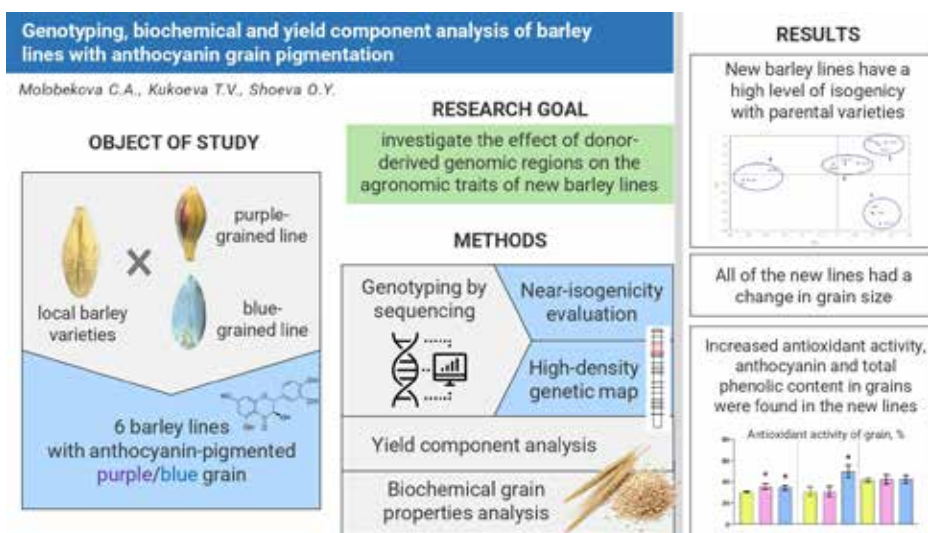 Genotyping, biochemical and yield component analysis of barley
lines with anthocyanin grain pigmentation
Molobekova C.A., Kukoeva T.V., Shoeva O.Y.
OBJECT OF STUDY
local barley
varieties
X
purple-
grained line
blue-
grained line
6 barley lines
with anthocyanin-pigmented
purple/blue grain
RESEARCH GOAL
investigate the effect of donor-
derived genomic regions on the
agronomic traits of new barley lines
METHODS
Genotyping by
sequencing
Near-isogenicity
evaluation
High-density
genetic map
Yield component analysis
Biochemical grain
properties analysis
RESULTS
New barley lines have a
high level of isogenicity
with parental varieties
All of the new lines had a
change in grain size
Increased antioxidant activity,
anthocyanin and total
phenolic content in grains
were found in the new lines
Antioxidant activity of grain, %